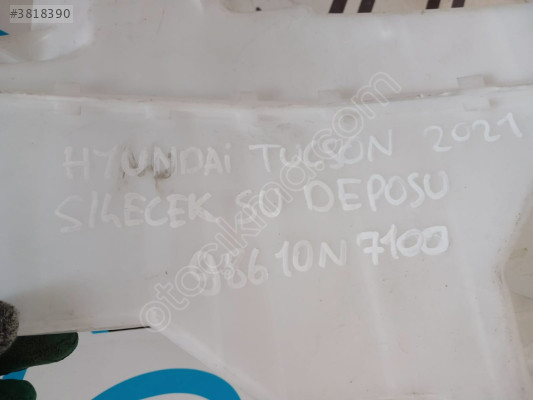 #3818390
HYUNDAi TUCSON 2021
SILECEK SU DEPOSU
98610N7100